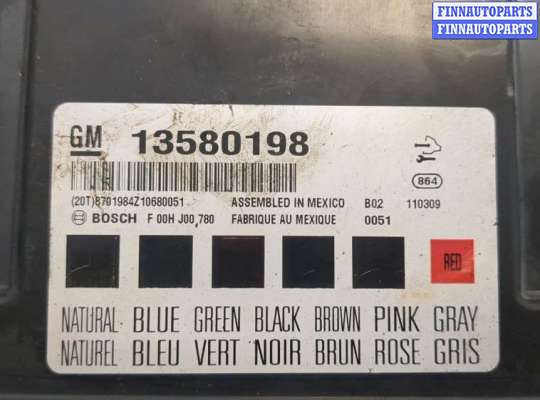 FINNAUTOPARTS
FINNAUTOPARTS
GM 13580198
864
(20T)8701984Z10680051 ASSEMBLED IN MEXICO B02 110309
BOSCH F 00H J00 780 FABRIQUE AU MEXIQUE 0051
RED
NATURAL BLUE GREEN BLACK BROWN PINK GRAY
NATUREL BLEU VERT NOIR BRUN ROSE GRIS